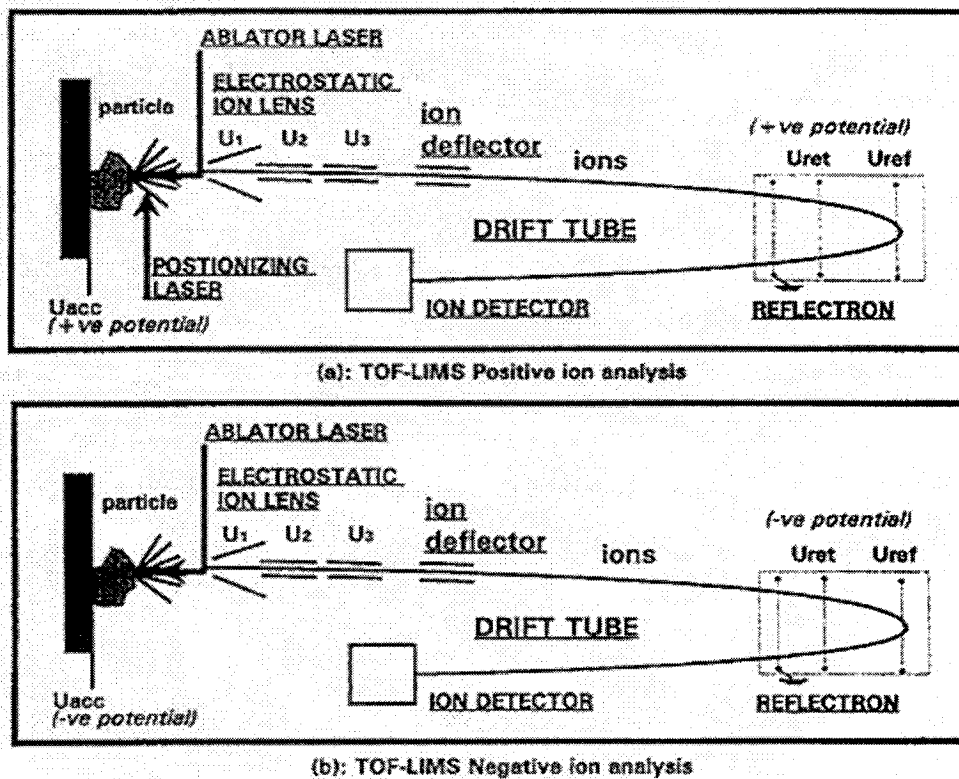 ABLATOR LASER
ELECTROSTATIC
ION LENS
particle
U1 U2 U3
ion
deflector
ions
(+ve potential)
Uret Uref
DRIFT TUBE
POSTIONIZING
LASER
Uacc
(+ve potential)
ION DETECTOR
REFLECTRON
(a): TOF-LIMS Positive ion analysis
ABLATOR LASER
ELECTROSTATIC
ION LENS
particle
U1 U2 U3
ion
deflector
ions
(-ve potential)
Uret Uref
DRIFT TUBE
Uacc
(-ve potential)
ION DETECTOR
REFLECTRON
(b): TOF-LIMS Negative ion analysis